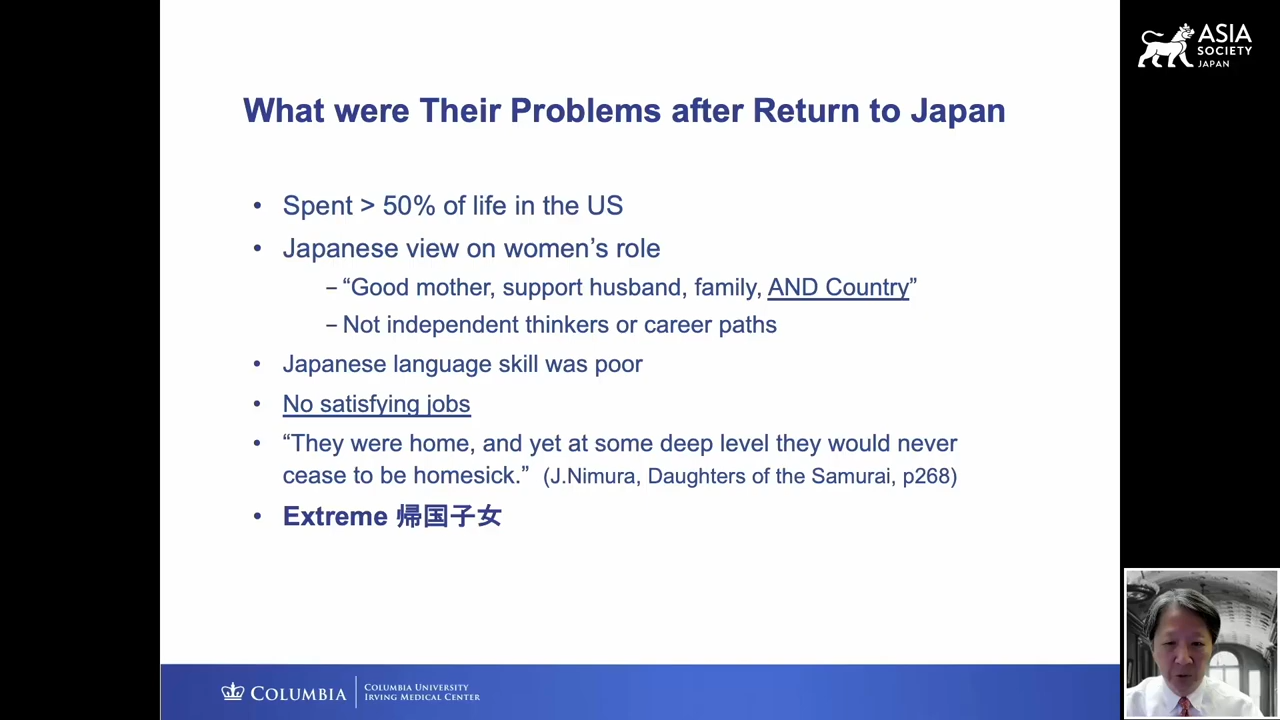 ASIA
SOCIETY
JAPAN
What were Their Problems after Return to Japan
• Spent > 50% of life in the US
• Japanese view on women’s role
– “Good mother, support husband, family, AND Country”
– Not independent thinkers or career paths
• Japanese language skill was poor
• No satisfying jobs
• “They were home, and yet at some deep level they would never
cease to be homesick.” (J.Nimura, Daughters of the Samurai, p268)
• Extreme 帰国子女
COLUMBIA
COLUMBIA UNIVERSITY
IRVING MEDICAL CENTER